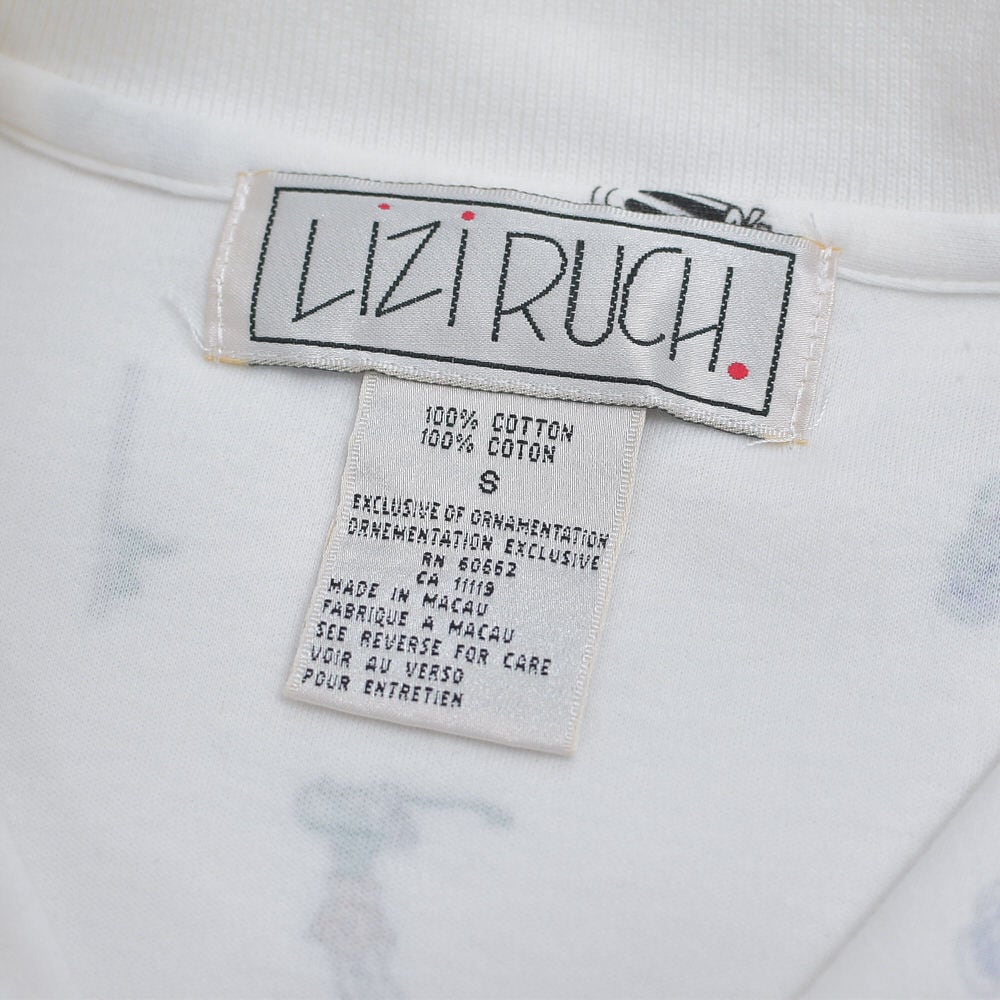 LIZI RUCH.
100% COTTON
100% COTON
S
EXCLUSIVE OF ORNAMENTATION
ORNEMENTATION EXCLUSIVE
RN 60662
CA 11119
MADE IN MACAU
FABRIQUE A MACAU
SEE REVERSE FOR CARE
VOIR AU VERSO
POUR ENTRETIEN